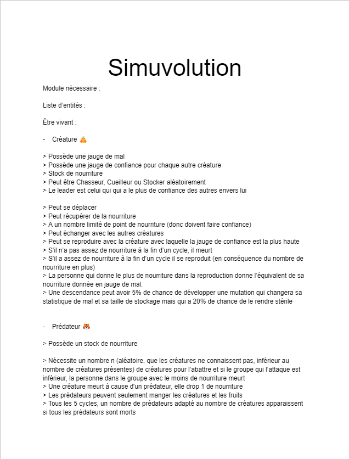 Simuvolution
Module nécessaire :
Liste d'entités :
Être vivant :
- Créature ⚠️
> Possède une jauge de mal
> Possède une jauge de confiance pour chaque autre créature
> Stock de nourriture
> Peut être Chasseur, Cueilleur ou Stocker aléatoirement
> Le leader est celui qui qui a le plus de confiance des autres envers lui
> Peut se déplacer
> Peut récupérer de la nourriture
> A un nombre limité de point de nourriture (donc doivent faire confiance)
> Peut échanger avec les autres créatures
> Peut se reproduire avec la créature avec laquelle la jauge de confiance est la plus haute
> S'il n'a pas assez de nourriture à la fin d'un cycle, il meurt
> S'il a assez de nourriture à la fin d'un cycle il se reproduit (en conséquence du nombre de
nourriture en plus)
> La personne qui donne le plus de nourriture dans la reproduction donne l'équivalent de sa
nourriture donnée en jauge de mal.
> Une descendance peut avoir 5% de chance de développer une mutation qui changera sa
statistique de mal et sa taille de stockage mais qui a 20% de chance de le rendre stérile
- Prédateur
> Possède un stock de nourriture
> Nécessite un nombre n (aléatoire, que les créatures ne connaissent pas, inférieur au
nombre de créatures présentes) de créatures pour l'abattre et si le groupe qui l'attaque est
inférieur, la personne dans le groupe avec le moins de nourriture meurt
> Une créature meurt à cause d'un prédateur, elle drop 1 de nourriture
> Les prédateurs peuvent seulement manger les créatures et les fruits
> Tous les 5 cycles, un nombre de prédateurs adapté au nombre de créatures apparaissent
si tous les prédateurs sont morts